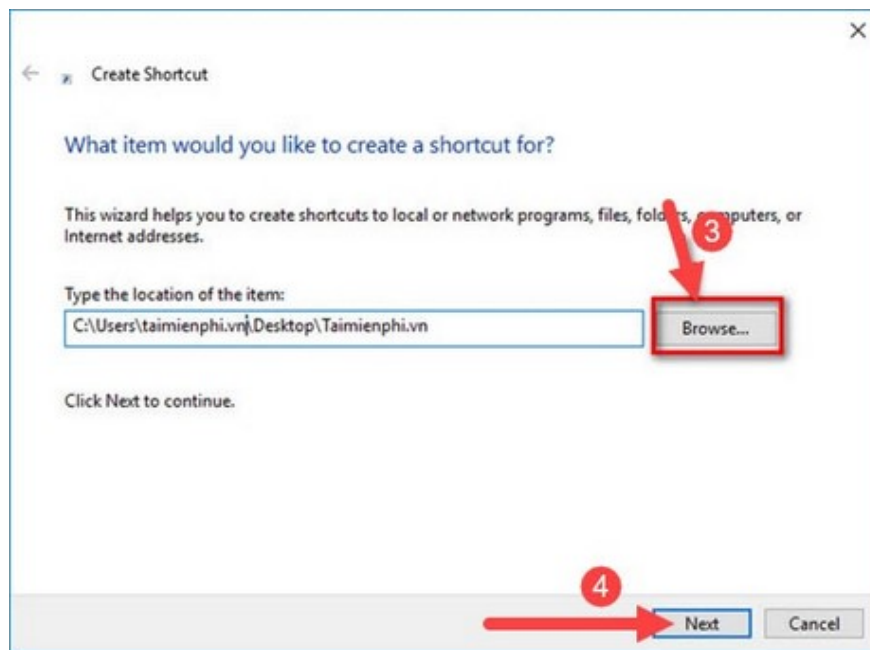 Create Shortcut
What item would you like to create a shortcut for?
This wizard helps you to create shortcuts to local or network programs, files, folders, computers, or
Internet addresses.
3
Type the location of the item:
C:\Users\taimienphi.vn\Desktop\Taimienphi.vn
Browse...
Click Next to continue.
4
Next
Cancel